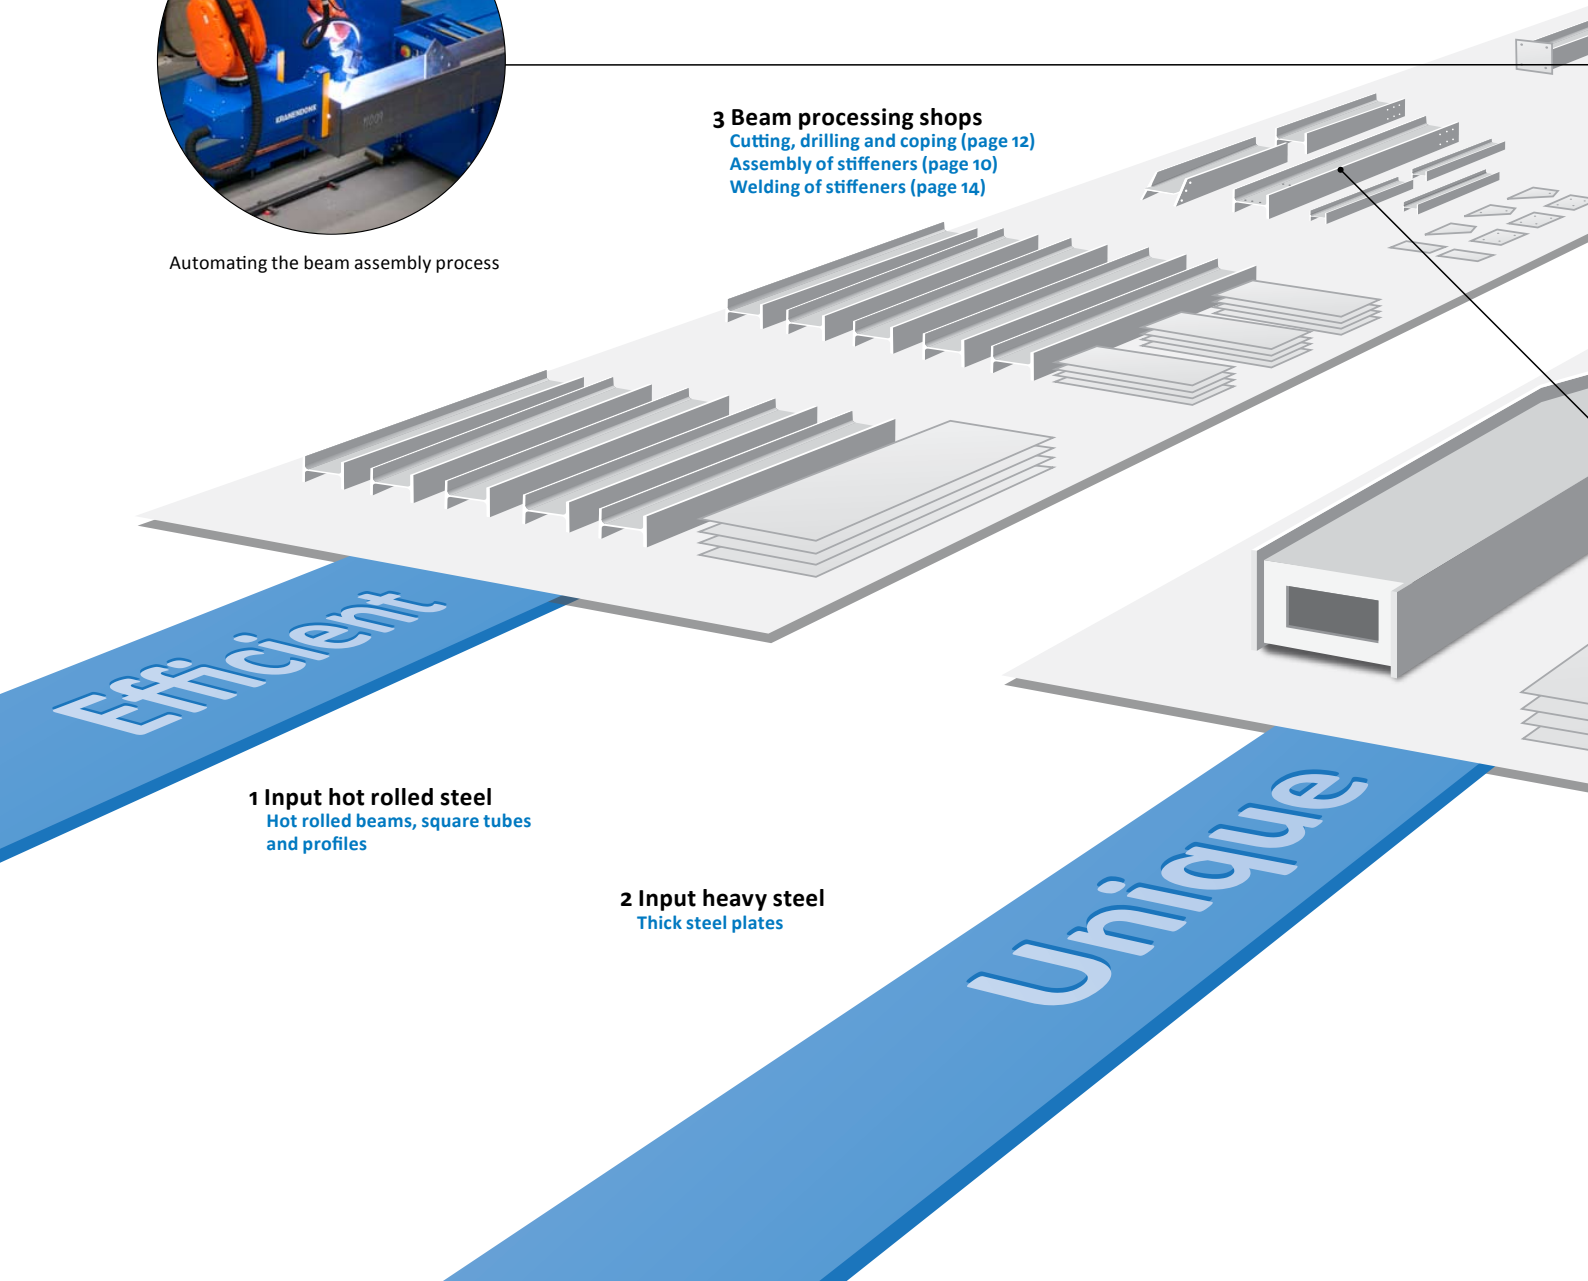 KRANENDONK
Automating the beam assembly process
3 Beam processing shops
Cutting, drilling and coping (page 12)
Assembly of stiffeners (page 10)
Welding of stiffeners (page 14)
Efficient
1 Input hot rolled steel
Hot rolled beams, square tubes
and profiles
2 Input heavy steel
Thick steel plates
Unique